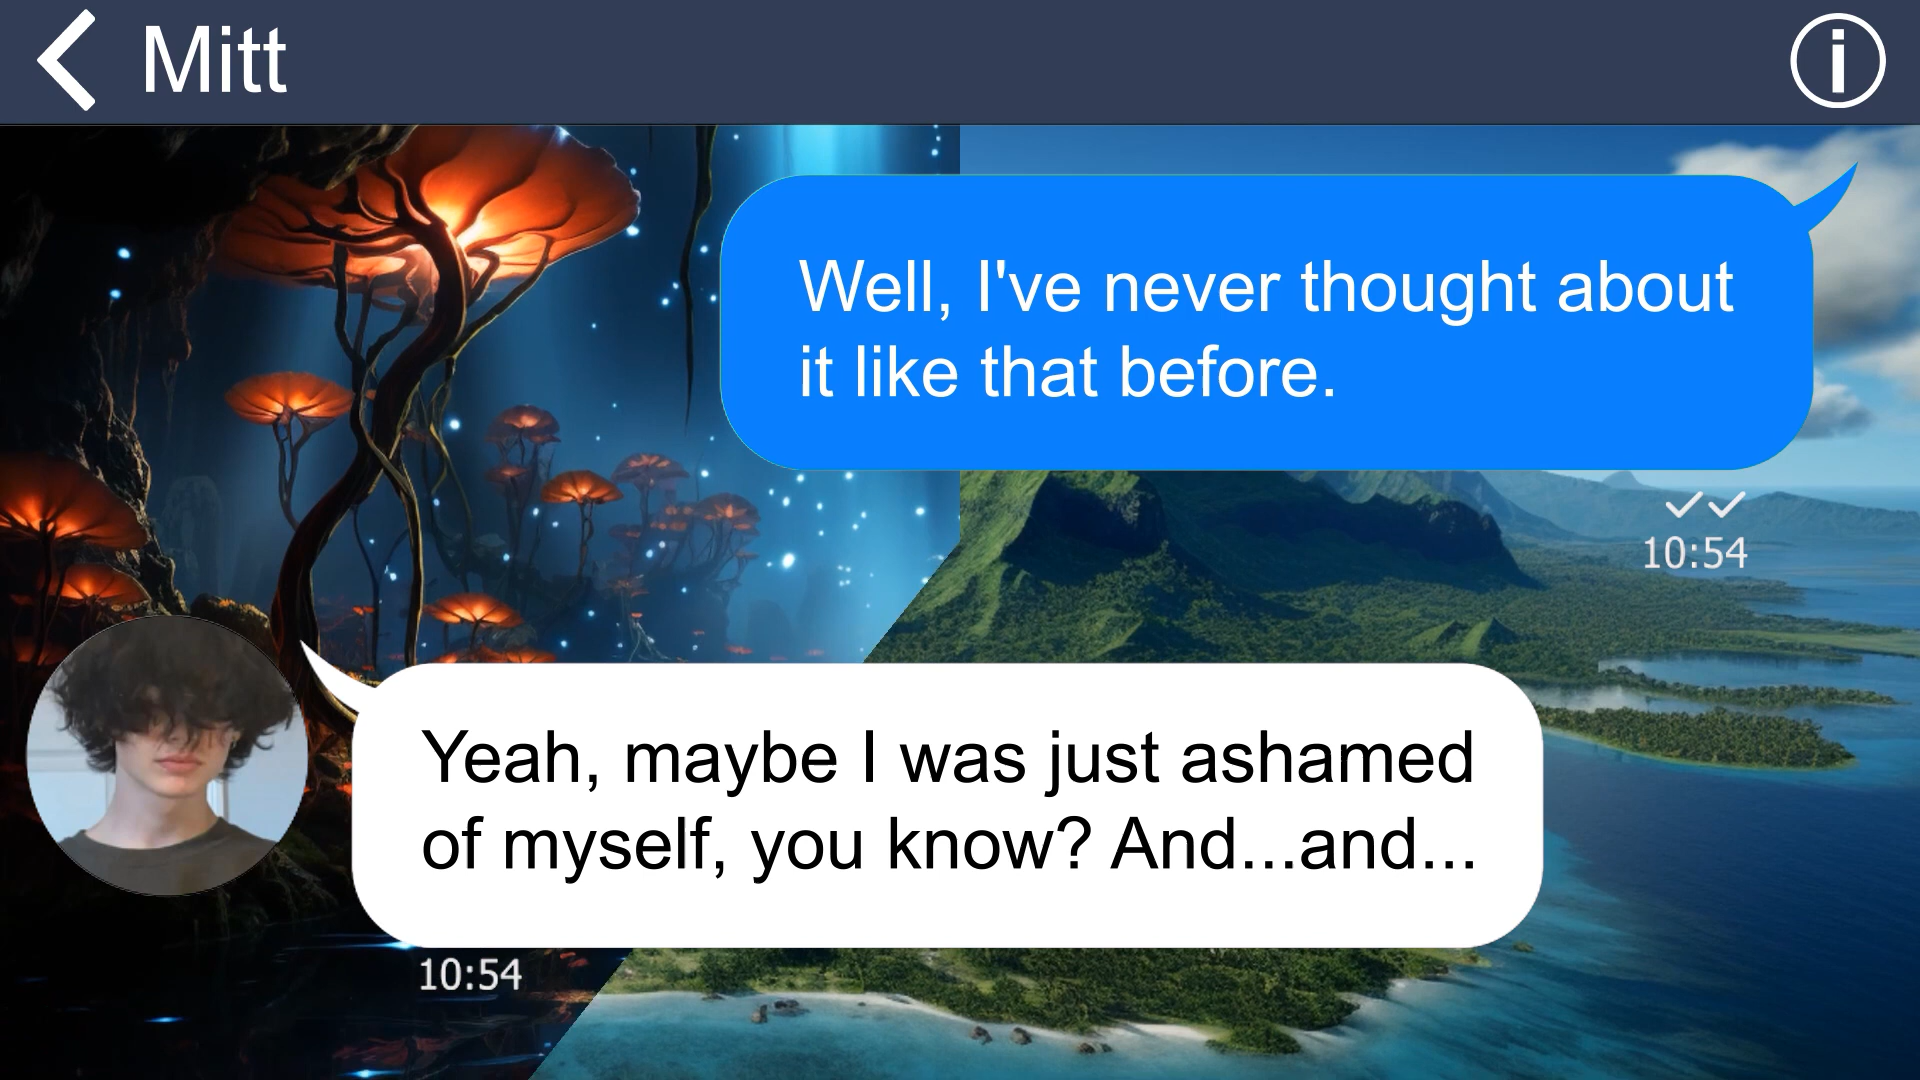 Mitt
Well, I've never thought about
it like that before.
10:54
Yeah, maybe I was just ashamed
of myself, you know? And...and...
10:54